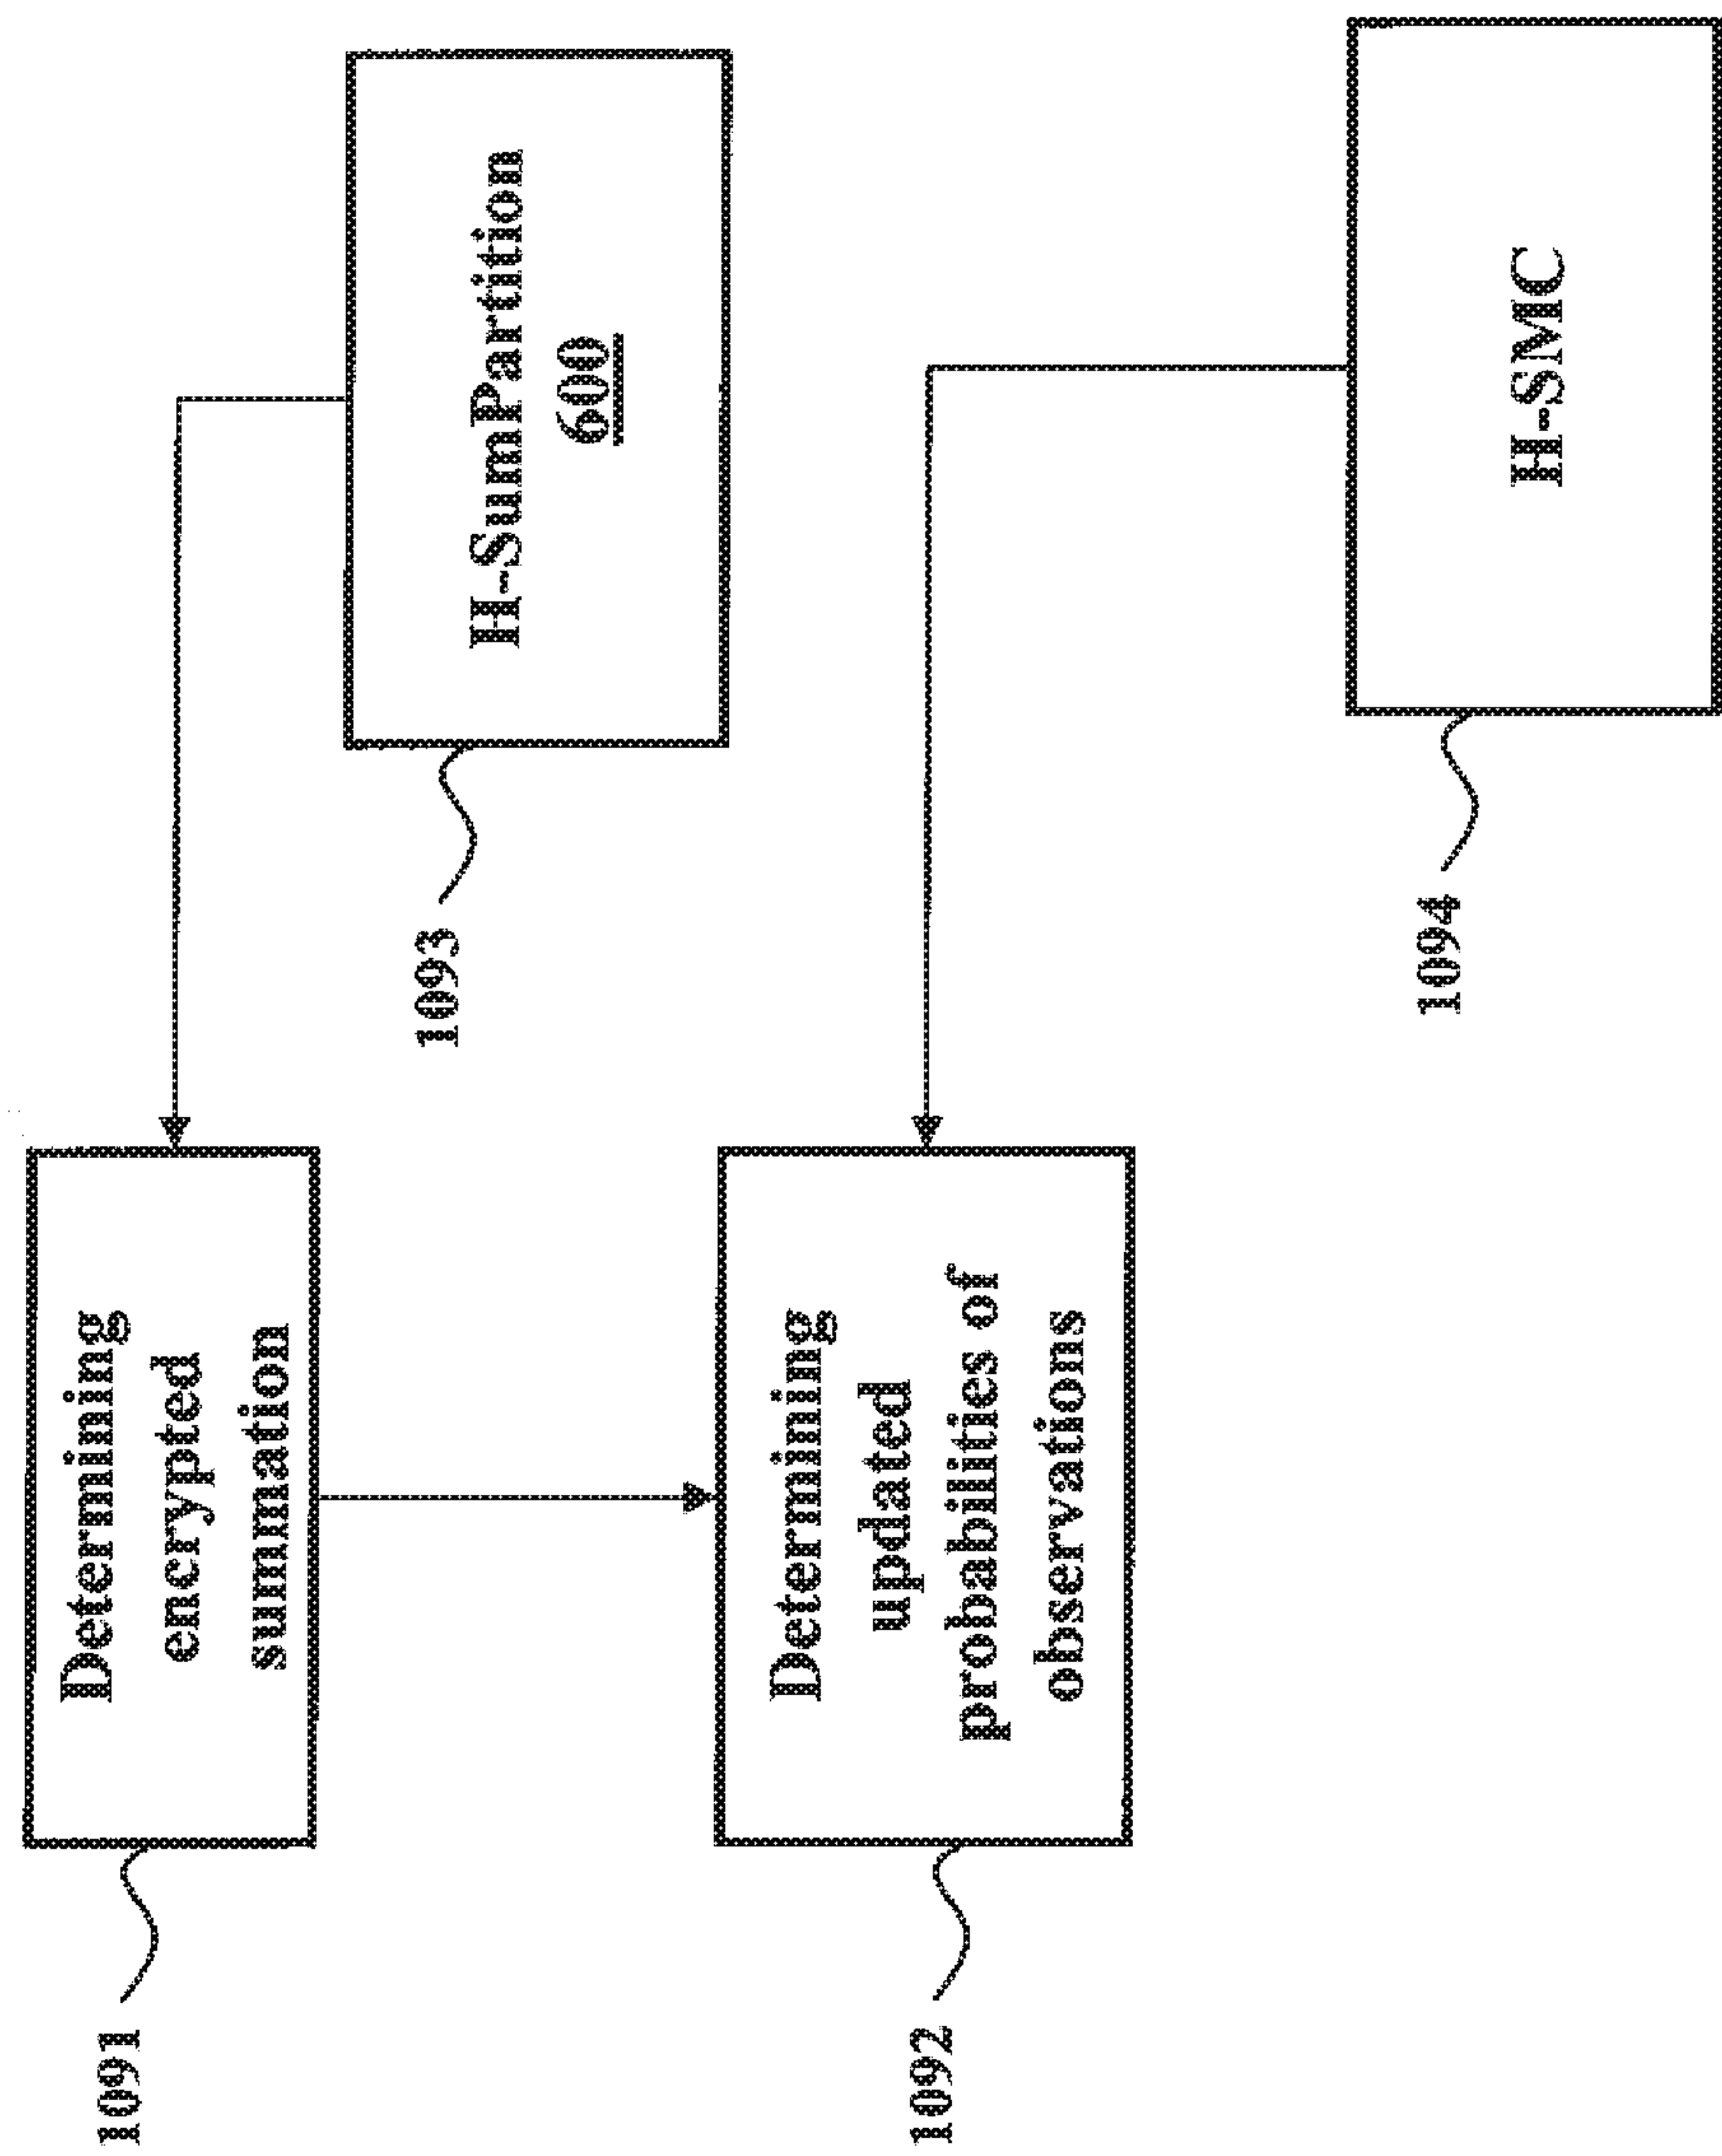 1091
Determining
encrypted
summation
1093
H-SumPartition
600
1092
Determining
updated
probabilities of
observations
1094
H-SMC